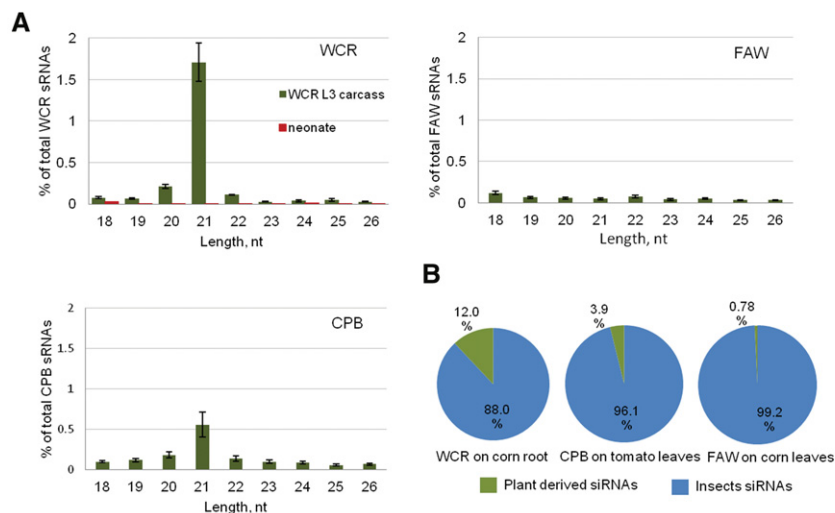 A
% of total WCR sRNAs
2
1.5
1
0.5
0
WCR
WCR L3 carcass
neonate
18 19 20 21 22 23 24 25 26
Length, nt
% of total FAW sRNAs
2
1.5
1
0.5
0
FAW
18 19 20 21 22 23 24 25 26
Length, nt
% of total CPB sRNAs
2
1.5
1
0.5
0
CPB
18 19 20 21 22 23 24 25 26
Length, nt
B
12.0
%
88.0
%
WCR on corn root
3.9
%
96.1
%
CPB on tomato leaves
0.78
%
99.2
%
FAW on corn leaves
Plant derived siRNAs
Insects siRNAs